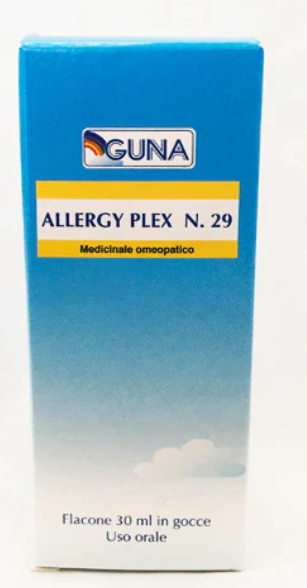 GUNA
ALLERGY PLEX N. 29
Medicinale omeopatico
Flacone 30 ml in gocce
Uso orale